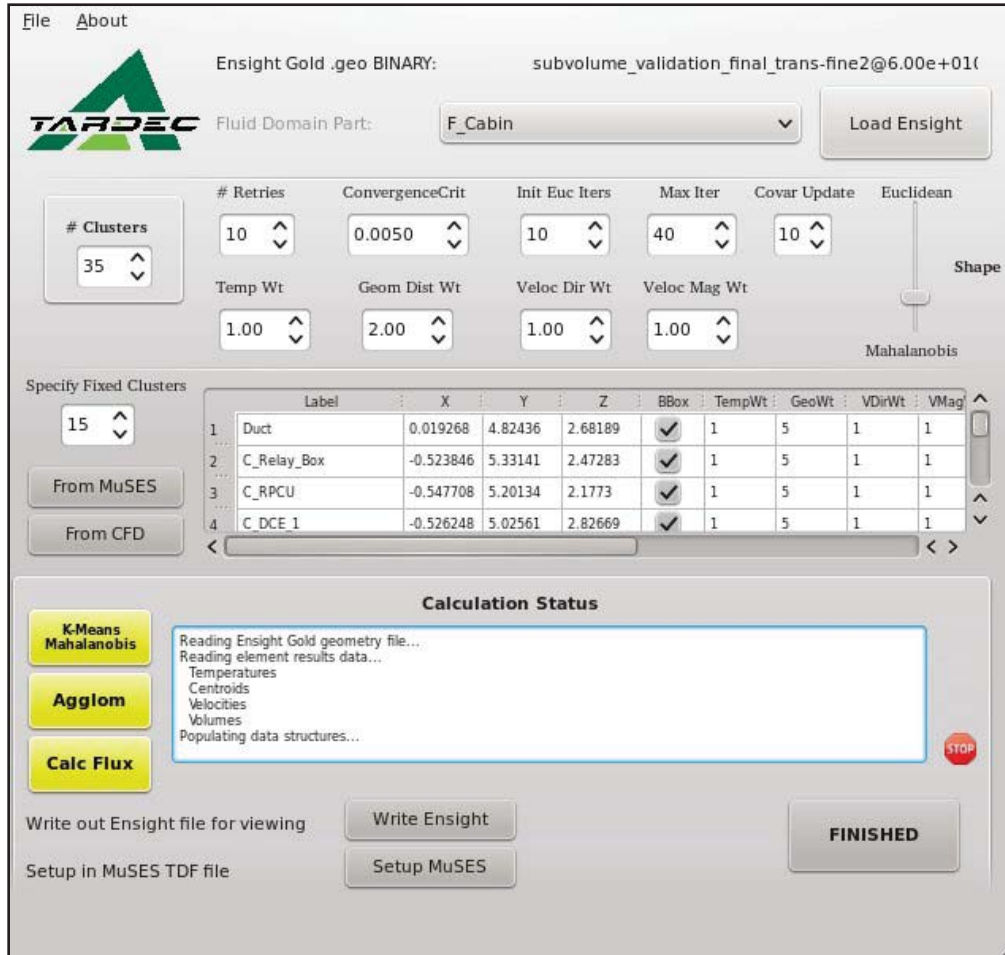 File About
Ensight Gold .geo BINARY: subvolume_validation_final_trans-fine2@6.00e+01(
TARDEC
Fluid Domain Part: F_Cabin Load Ensight
# Clusters
35
# Retries ConvergenceCrit Init Euc Iters Max Iter Covar Update Euclidean
10 0.0050 10 40 10
Shape
Temp Wt Geom Dist Wt Veloc Dir Wt Veloc Mag Wt
1.00 2.00 1.00 1.00
Mahalanobis
Specify Fixed Clusters
15
From MuSES
From CFD
Label X Y Z BBox TempWt GeoWt VDirWt VMag
1 Duct 0.019268 4.82436 2.68189 1 5 1 1
2 C_Relay_Box -0.523846 5.33141 2.47283 1 5 1 1
3 C_RPCU -0.547708 5.20134 2.1773 1 5 1 1
4 C_DCE_1 -0.526248 5.02561 2.82669 1 5 1 1
Calculation Status
K-Means
Mahalanobis
Agglom
Calc Flux
Reading Ensight Gold geometry file...
Reading element results data...
Temperatures
Centroids
Velocities
Volumes
Populating data structures...
STOP
Write out Ensight file for viewing Write Ensight
FINISHED
Setup in MuSES TDF file Setup MuSES